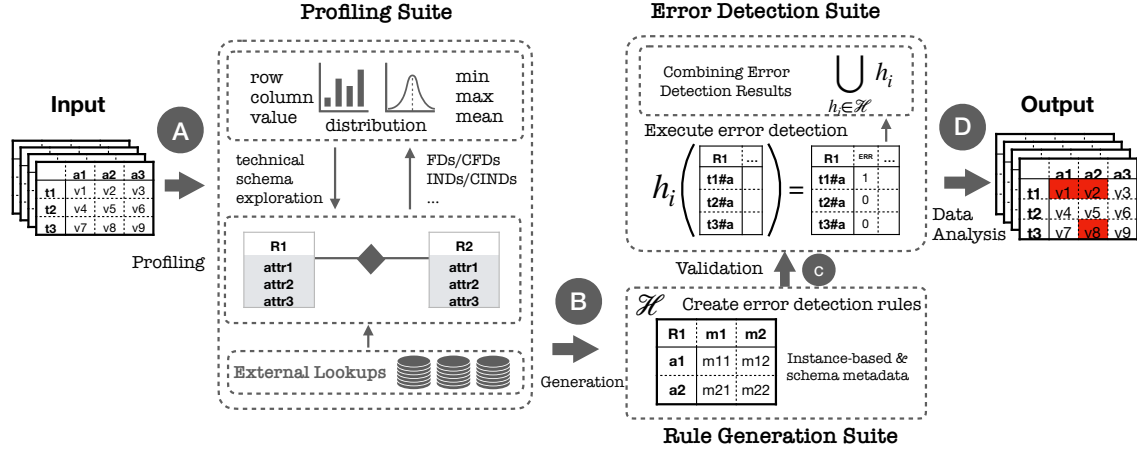 Profiling Suite
Error Detection Suite
Input
A
a1 a2 a3
t1 v1 v2 v3
t2 v4 v5 v6
t3 v7 v8 v9
Profiling
row
column
value
distribution
min
max
mean
technical
schema
exploration
FDs/CFDs
INDs/CINDs
...
R1
attr1
attr2
attr3
R2
attr1
attr2
attr3
External Lookups
B
Generation
Combining Error
Detection Results
⋃ hᵢ
hᵢ∈ℋ
Execute error detection
hᵢ
R1 ...
t1#a
t2#a
t3#a
=
R1 ERR ...
t1#a 1
t2#a 0
t3#a 0
Validation
C
ℋ Create error detection rules
R1 m1 m2
a1 m11 m12
a2 m21 m22
Instance-based &
schema metadata
Rule Generation Suite
D
Data
Analysis
Output
a1 a2 a3
t1 v1 v2 v3
t2 v4 v5 v6
t3 v7 v8 v9